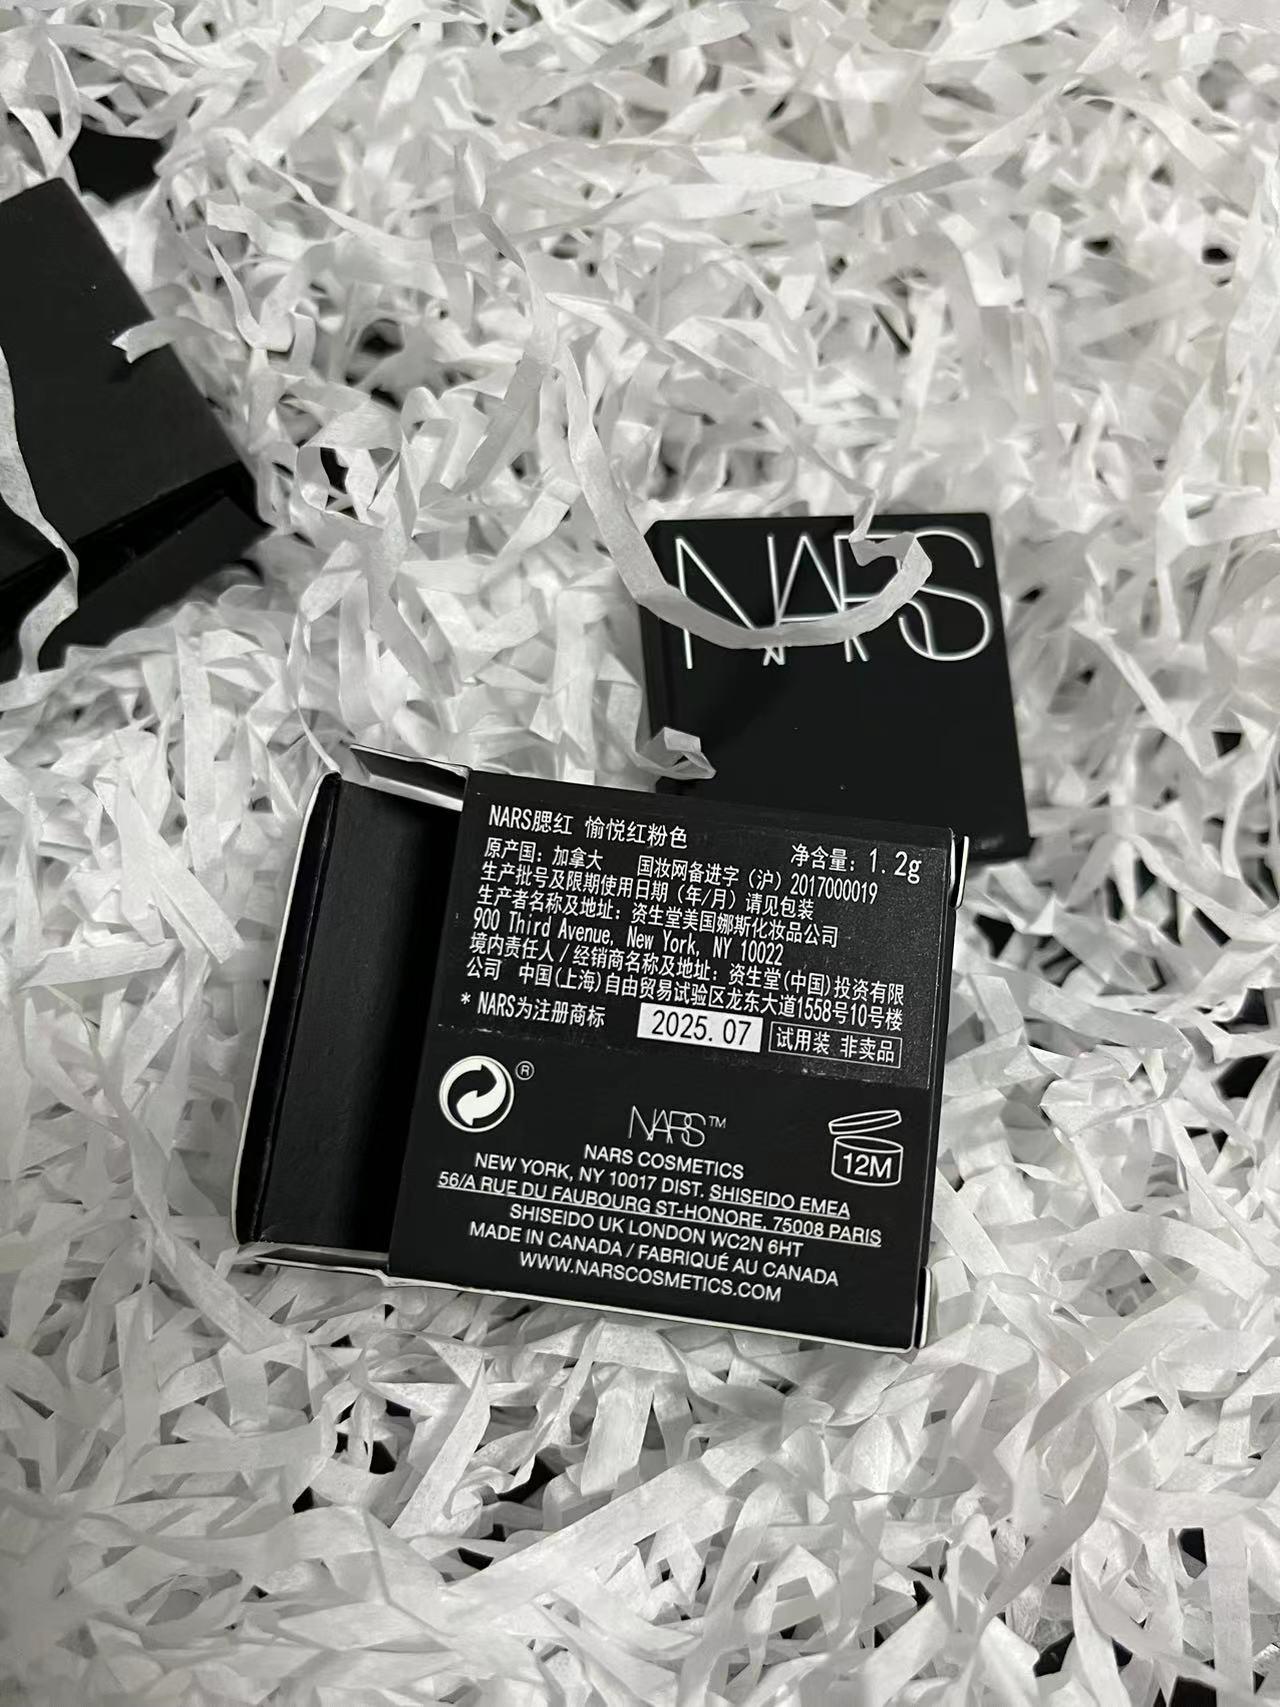 NARS
NARS腮红 愉悦红粉色
净含量：1.2g
原产国：加拿大 国妆网备进字（沪）2017000019
生产批号及限期使用日期（年/月）请见包装
生产者名称及地址：资生堂美国娜斯化妆品公司
900 Third Avenue, New York, NY 10022
境内责任人/经销商名称及地址：资生堂(中国)投资有限
公司 中国(上海)自由贸易试验区龙东大道1558号10号楼
* NARS为注册商标 2025.07 试用装 非卖品
®
NARS™
12M
NARS COSMETICS
NEW YORK, NY 10017 DIST. SHISEIDO EMEA
56/A RUE DU FAUBOURG ST-HONORE, 75008 PARIS
SHISEIDO UK LONDON WC2N 6HT
MADE IN CANADA / FABRIQUÉ AU CANADA
WWW.NARSCOSMETICS.COM